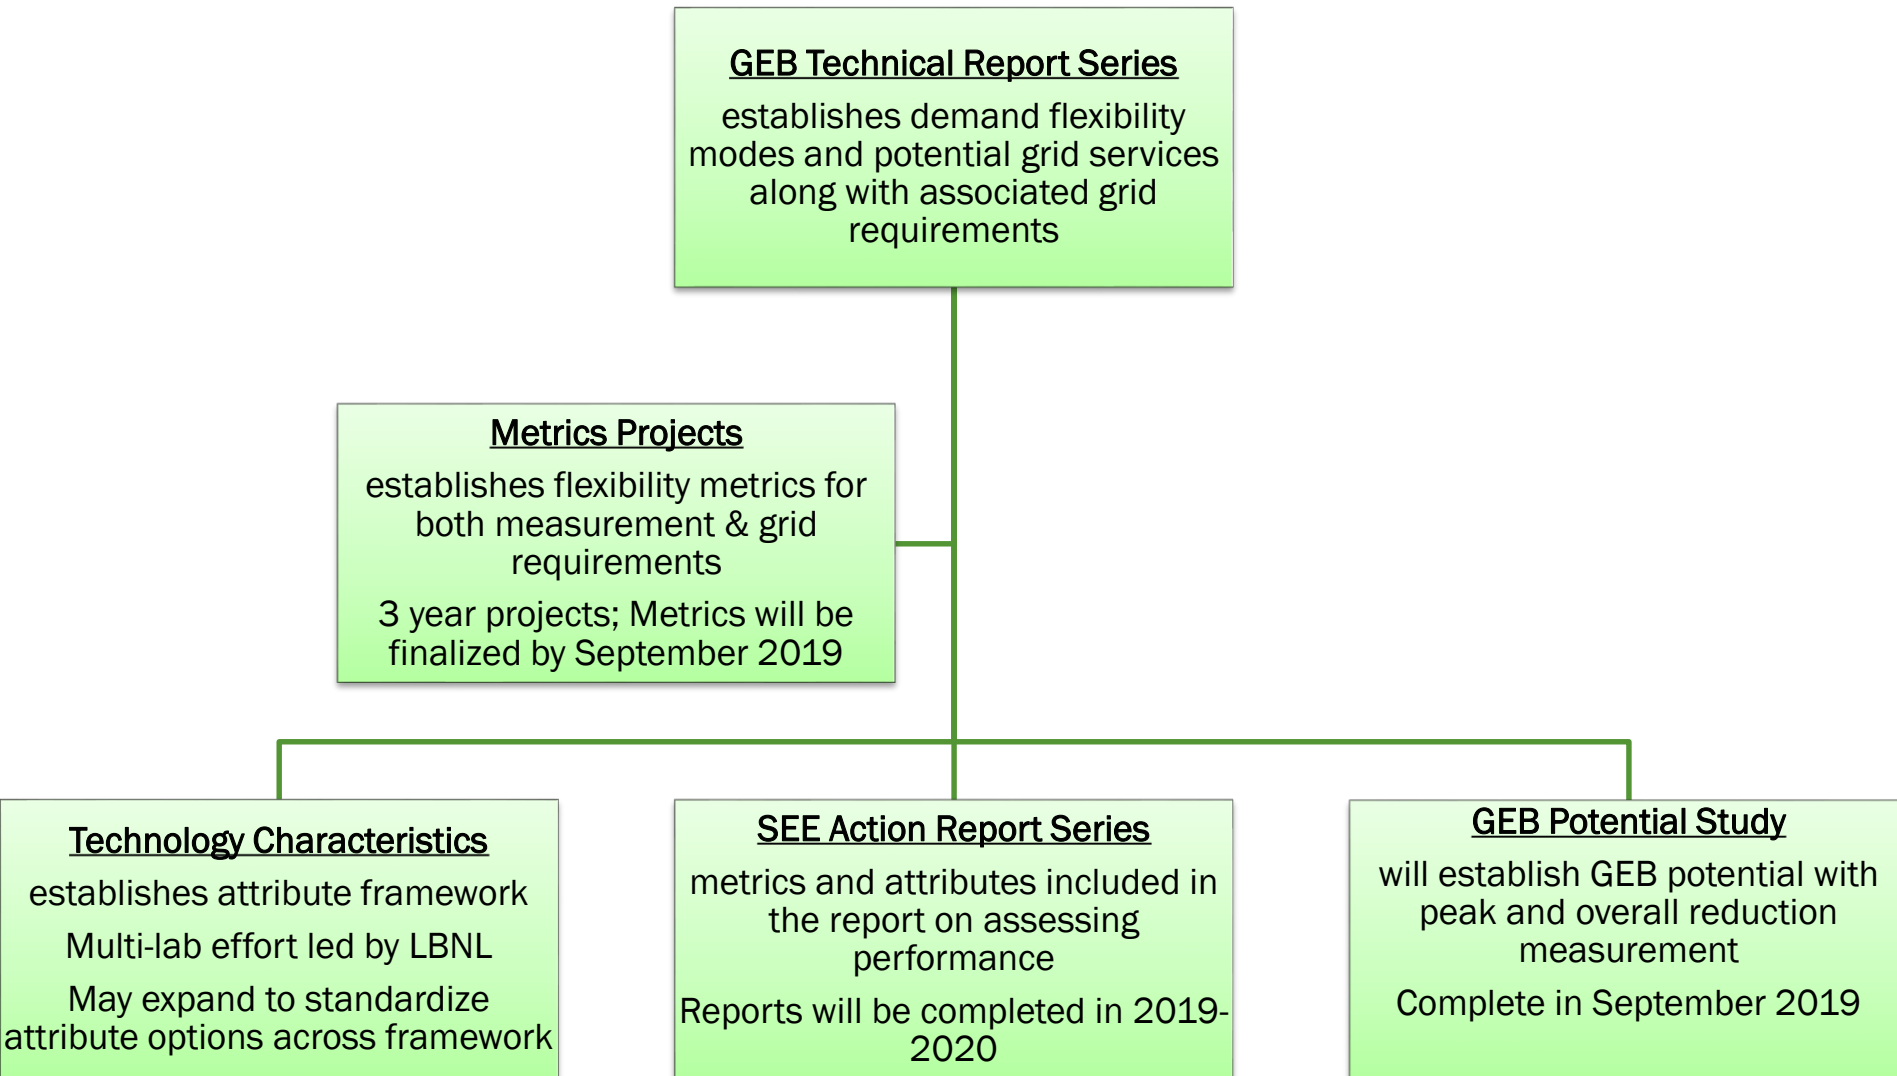 GEB Technical Report Series
establishes demand flexibility
modes and potential grid services
along with associated grid
requirements
Metrics Projects
establishes flexibility metrics for
both measurement & grid
requirements
3 year projects; Metrics will be
finalized by September 2019
Technology Characteristics
establishes attribute framework
Multi-lab effort led by LBNL
May expand to standardize
attribute options across framework
SEE Action Report Series
metrics and attributes included in
the report on assessing
performance
Reports will be completed in 2019-
2020
GEB Potential Study
will establish GEB potential with
peak and overall reduction
measurement
Complete in September 2019